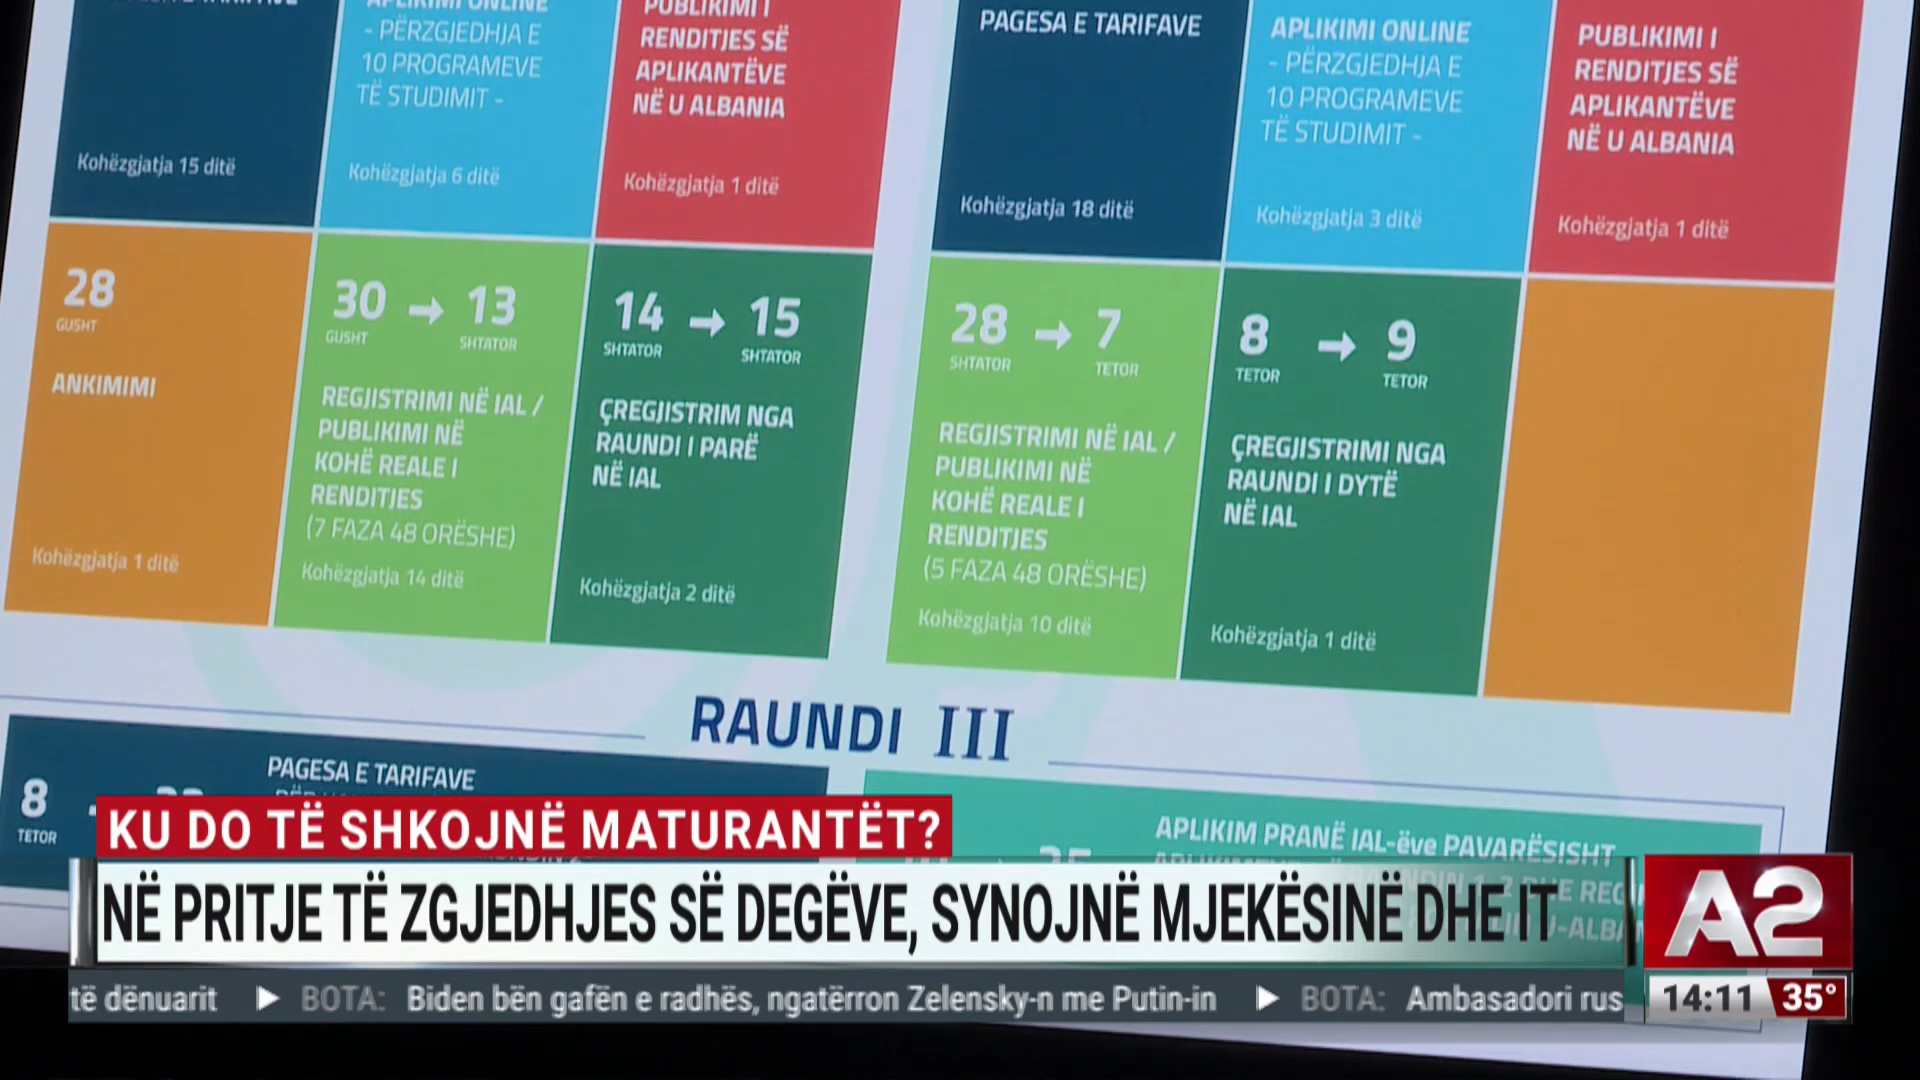 APLIKIMI ONLINE
- PËRZGJEDHJA E
10 PROGRAMEVE
TË STUDIMIT -
Kohëzgjatja 15 ditë
Kohëzgjatja 6 ditë
PUBLIKIMI I
RENDITJES SË
APLIKANTËVE
NË U ALBANIA
Kohëzgjatja 1 ditë
28
GUSHT
ANKIMIMI
Kohëzgjatja 1 ditë
30 → 13
GUSHT SHTATOR
REGJISTRIMI NË IAL /
PUBLIKIMI NË
KOHË REALE I
RENDITJES
(7 FAZA 48 ORËSHE)
Kohëzgjatja 14 ditë
14 → 15
SHTATOR SHTATOR
ÇREGJISTRIM NGA
RAUNDI I PARË
NË IAL
Kohëzgjatja 2 ditë
PAGESA E TARIFAVE
Kohëzgjatja 18 ditë
APLIKIMI ONLINE
- PËRZGJEDHJA E
10 PROGRAMEVE
TË STUDIMIT -
Kohëzgjatja 3 ditë
PUBLIKIMI I
RENDITJES SË
APLIKANTËVE
NË U ALBANIA
Kohëzgjatja 1 ditë
28 → 7
SHTATOR TETOR
REGJISTRIMI NË IAL /
PUBLIKIMI NË
KOHË REALE I
RENDITJES
(5 FAZA 48 ORËSHE)
Kohëzgjatja 10 ditë
8 → 9
TETOR TETOR
ÇREGJISTRIMI NGA
RAUNDI I DYTË
NË IAL
Kohëzgjatja 1 ditë
RAUNDI III
8
TETOR
PAGESA E TARIFAVE
APLIKIM PRANË IAL-ëve PAVARËSISHT
KU DO TË SHKOJNË MATURANTËT?
NË PRITJE TË ZGJEDHJES SË DEGËVE, SYNOJNË MJEKËSINË DHE IT
A2
të dënuarit ▶ BOTA: Biden bën gafën e radhës, ngatërron Zelensky-n me Putin-in ▶ BOTA: Ambasadori rus
14:11 35°